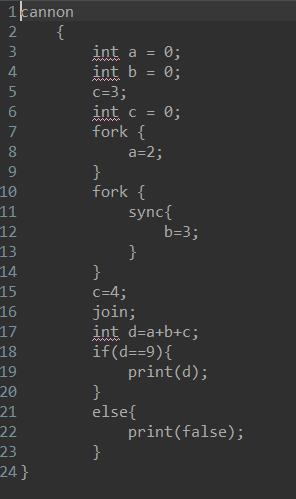 1 cannon
2     {
3         int a = 0;
4         int b = 0;
5         c=3;
6         int c = 0;
7         fork {
8             a=2;
9         }
10         fork {
11             sync{
12                 b=3;
13             }
14         }
15         c=4;
16         join;
17         int d=a+b+c;
18         if(d==9){
19             print(d);
20         }
21         else{
22             print(false);
23         }
24 }